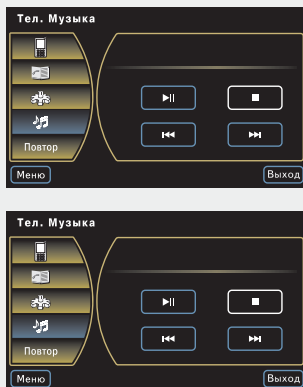 Тел. Музыка
Повтор
Меню
Выход
Тел. Музыка
Повтор
Меню
Выход